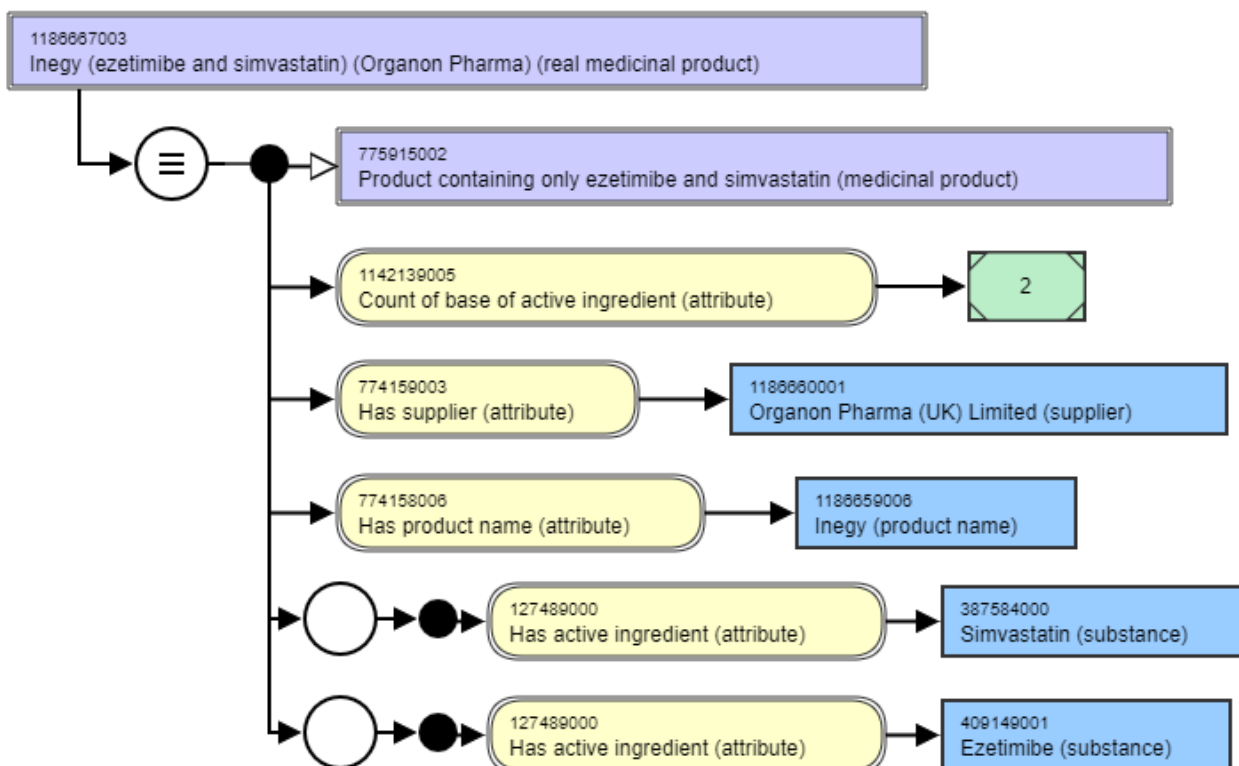 1186667003
Inegy (ezetimibe and simvastatin) (Organon Pharma) (real medicinal product)
775915002
Product containing only ezetimibe and simvastatin (medicinal product)
1142139005
Count of base of active ingredient (attribute)
2
774159003
Has supplier (attribute)
1186660001
Organon Pharma (UK) Limited (supplier)
774158006
Has product name (attribute)
1186659006
Inegy (product name)
127489000
Has active ingredient (attribute)
387584000
Simvastatin (substance)
127489000
Has active ingredient (attribute)
409149001
Ezetimibe (substance)